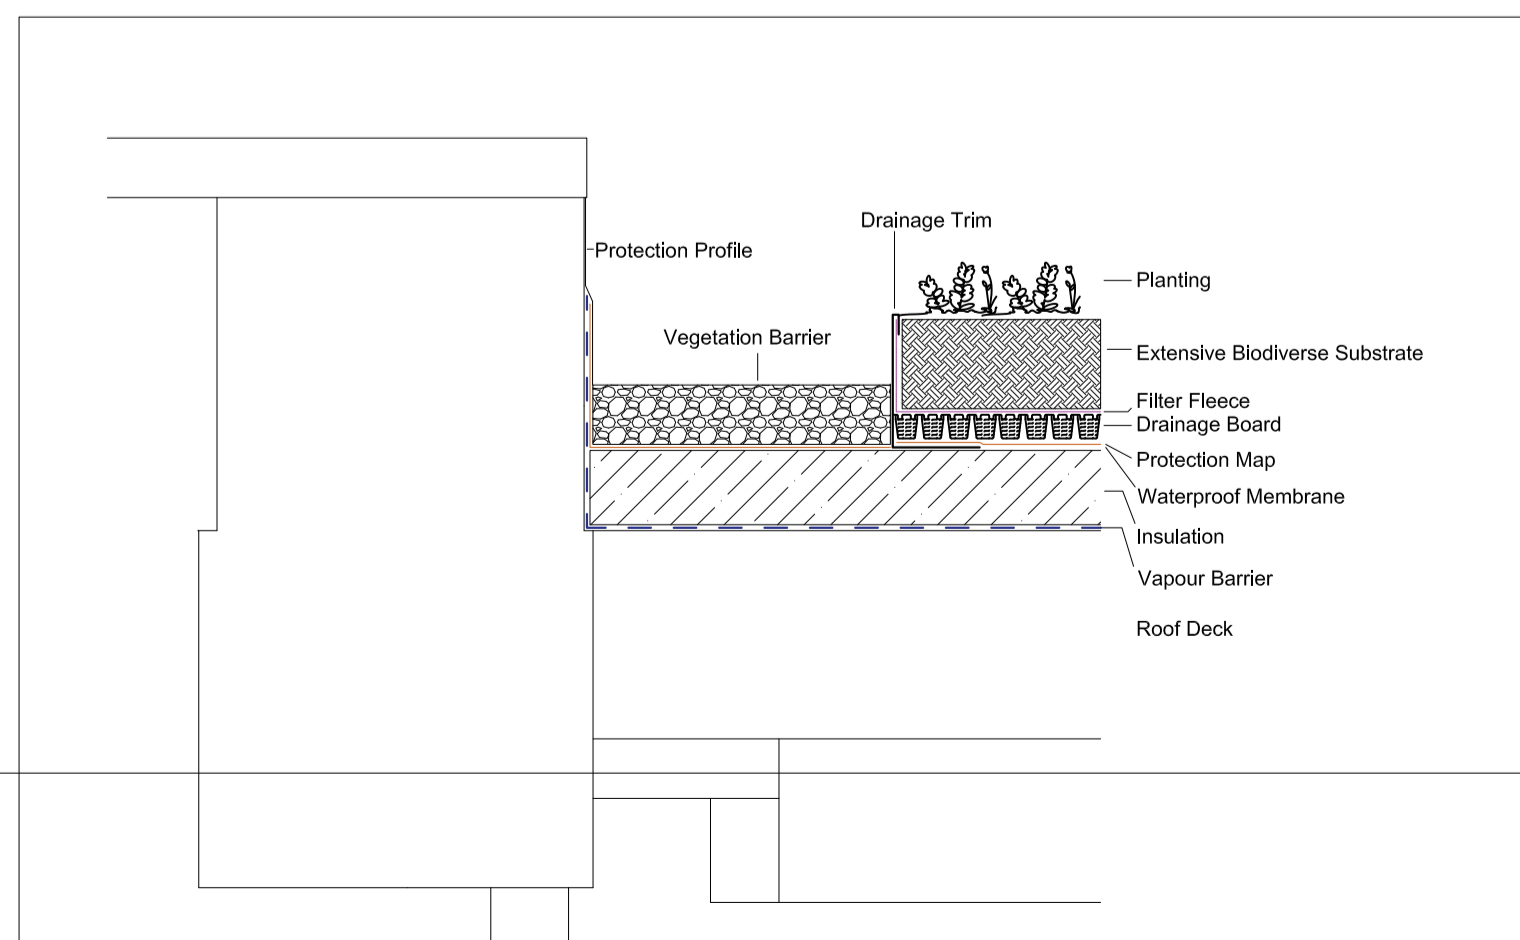 Drainage Trim
Protection Profile
Planting
Vegetation Barrier
Extensive Biodiverse Substrate
Filter Fleece
Drainage Board
Protection Map
Waterproof Membrane
Insulation
Vapour Barrier
Roof Deck